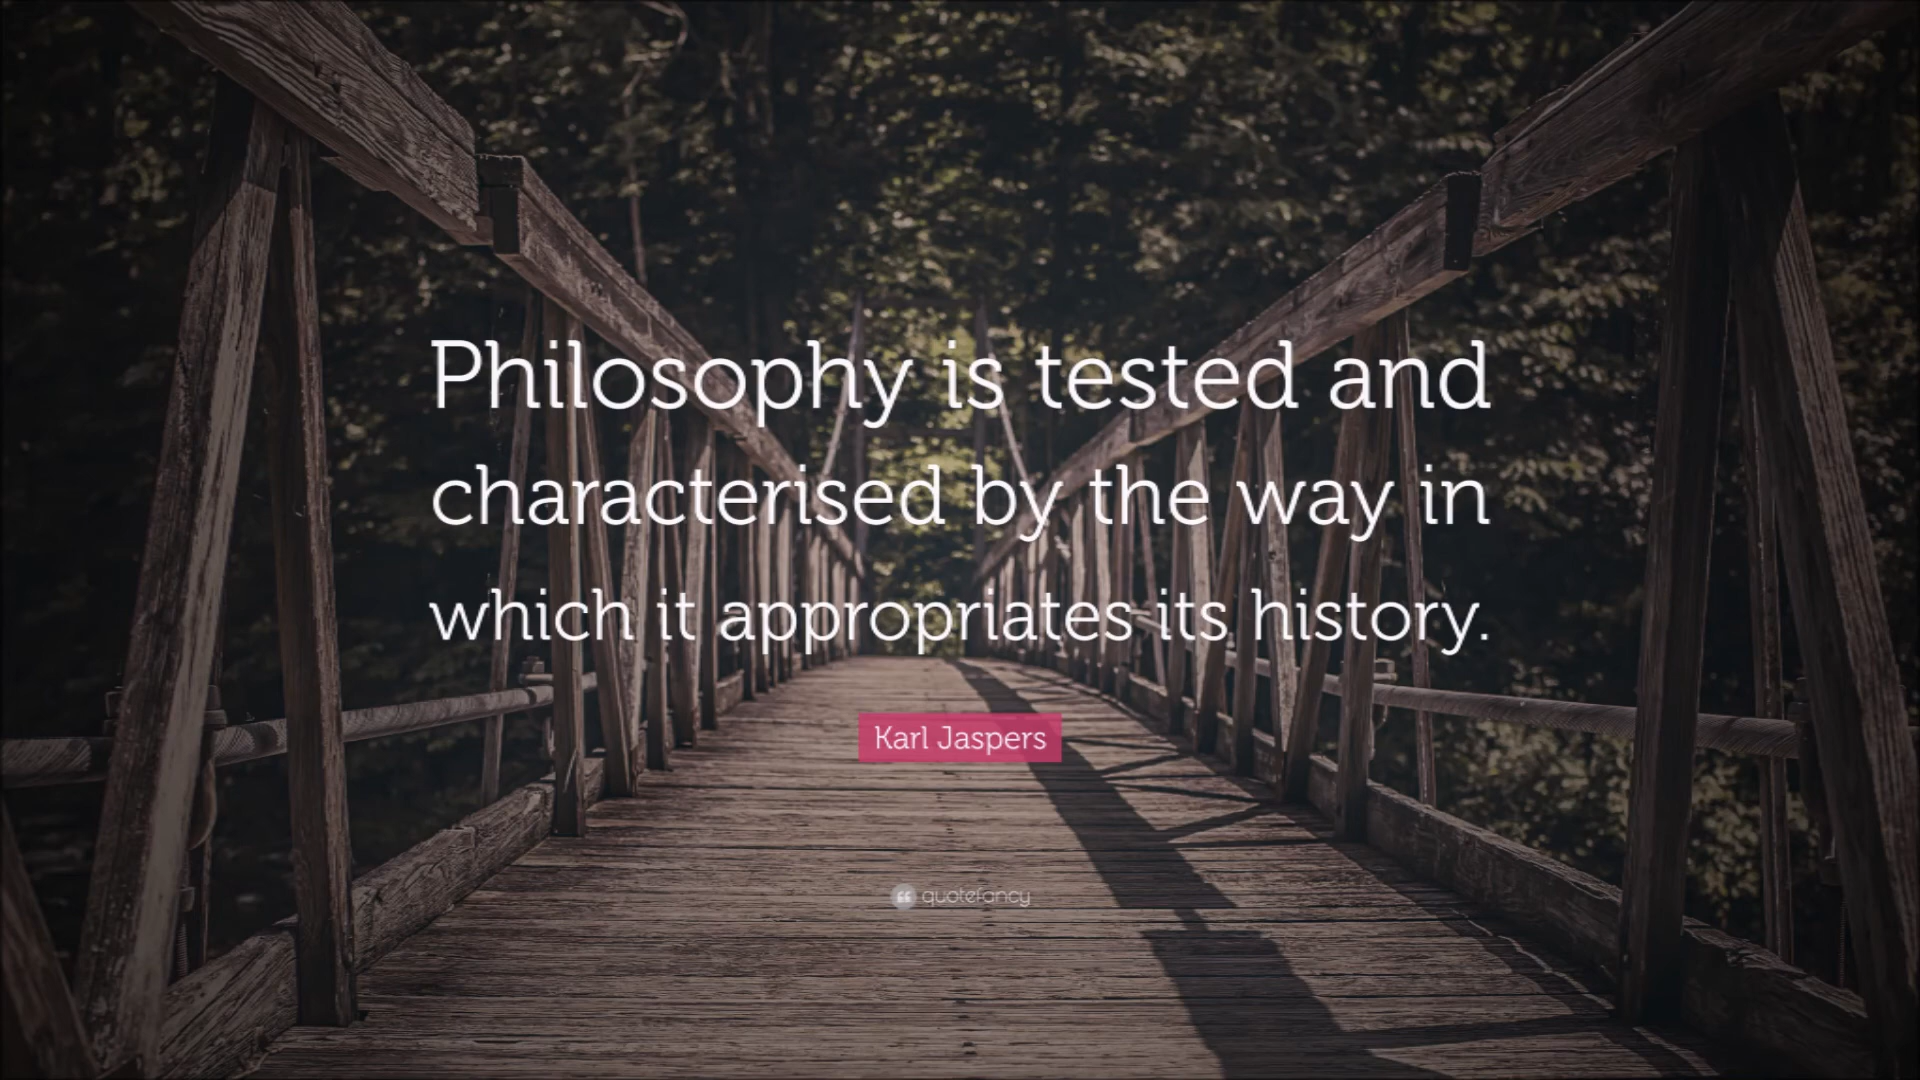 Philosophy is tested and
characterised by the way in
which it appropriates its history.
Karl Jaspers
quotefancy